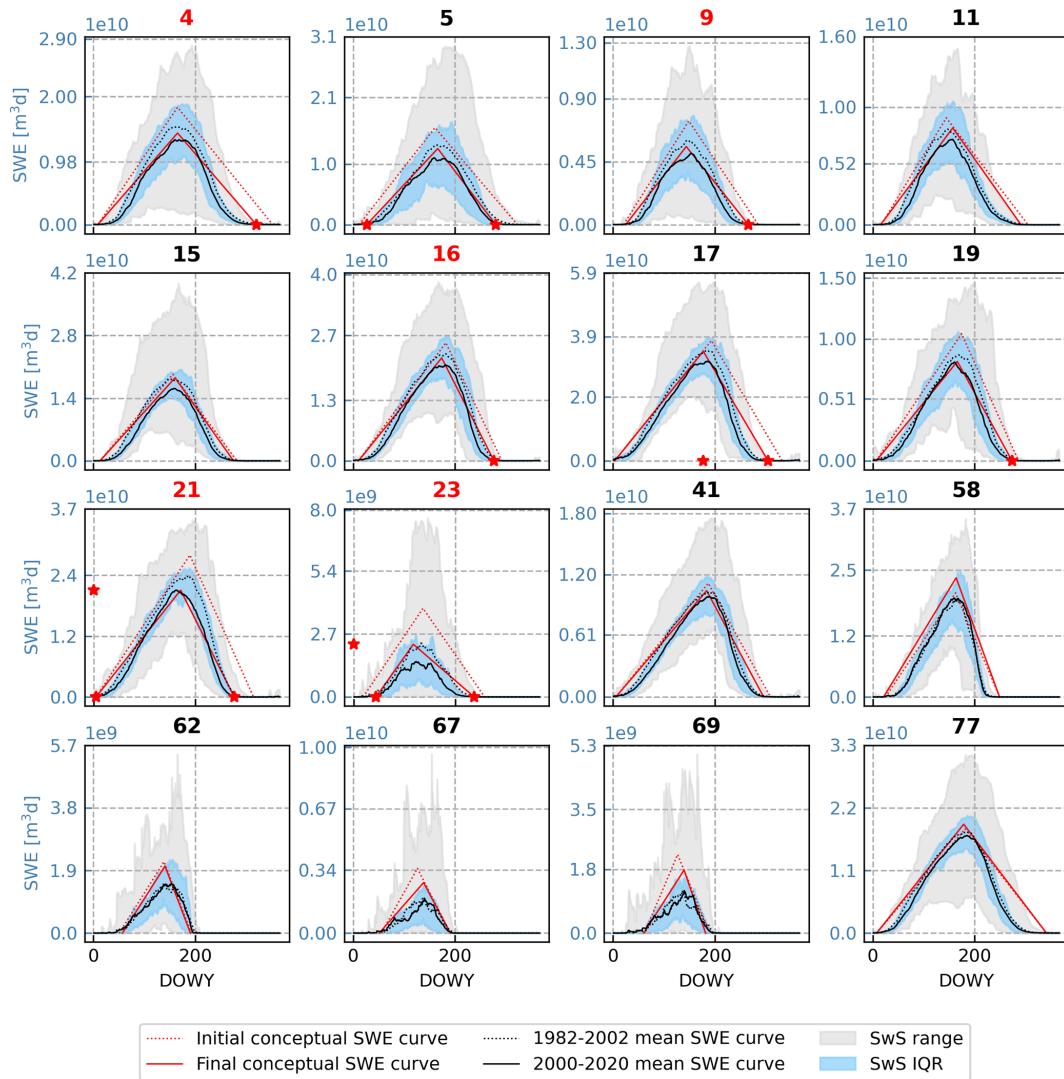 4 5 9 11
1e10 1e10 1e10 1e10
2.90 3.1 1.30 1.6
2.00 2.1 0.90 1.0
0.98 1.0 0.45 0.52
0.00 0.0 0.00 0.00
SWE [m³d]
15 16 17 19
1e10 1e10 1e10 1e10
4.2 4.0 5.9 1.50
2.8 2.7 3.9 1.00
1.4 1.3 2.0 0.51
0.0 0.0 0.0 0.00
SWE [m³d]
21 23 41 58
1e10 1e9 1e10 1e10
3.7 8.0 1.80 3.7
2.4 5.4 1.20 2.5
1.2 2.7 0.61 1.2
0.0 0.0 0.00 0.0
SWE [m³d]
62 67 69 77
1e9 1e10 1e9 1e10
5.7 1.00 5.3 3.3
3.8 0.67 3.5 2.2
1.9 0.34 1.8 1.1
0.0 0.00 0.0 0.0
SWE [m³d]
0 200 0 200 0 200 0 200
DOWY DOWY DOWY DOWY
Initial conceptual SWE curve 1982-2002 mean SWE curve SwS range
Final conceptual SWE curve 2000-2020 mean SWE curve SwS IQR